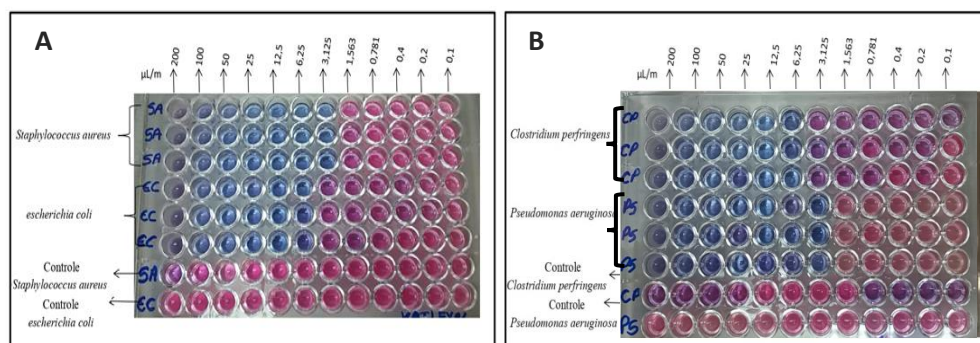 A
200
100
50
25
12,5
6,25
3,125
1,563
0,781
0,4
0,2
0,1
µL/m
Staphylococcus aureus
SA
SA
SA
escherichia coli
EC
EC
EC
Controle
Staphylococcus aureus
SA
Controle
escherichia coli
EC
B
200
100
50
25
12,5
6,25
3,125
1,563
0,781
0,4
0,2
0,1
µL/m
Clostridium perfringens
CP
CP
CP
Pseudomonas aeruginosa
PS
PS
PS
Controle
Clostridium perfringens
CP
Controle
Pseudomonas aeruginosa
PS